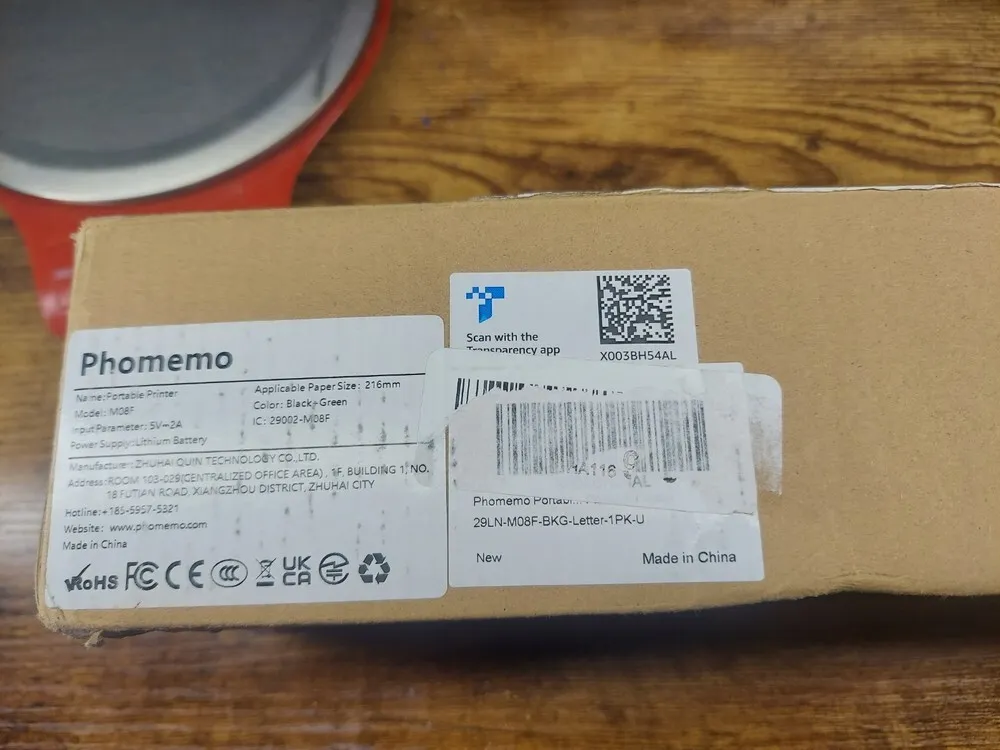 Phomemo
Name:Portable Printer
Model: M08F
Input Parameter: 5V⎓2A
Power Supply:Lithium Battery
Applicable Paper Size: 216mm
Color: Black+Green
IC: 29002-M08F
Manufacturer: ZHUHAI QUIN TECHNOLOGY CO.,LTD.
Address:ROOM 103-029(CENTRALIZED OFFICE AREA) , 1F, BUILDING 1, NO.
18 FUTIAN ROAD, XIANGZHOU DISTRICT, ZHUHAI CITY
Hotline:+185-5957-5321
Website: www.phomemo.com
Made in China
RoHS FC CE CCC UK CA
Scan with the
Transparency app
X003BH54AL
AL
Phomemo
29LN-M08F-BKG-Letter-1PK-U
New
Made in China